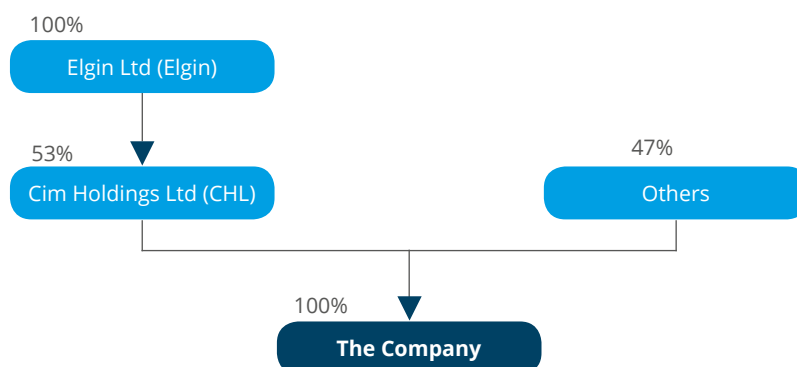 100%
Elgin Ltd (Elgin)
53%
Cim Holdings Ltd (CHL)
47%
Others
100%
The Company